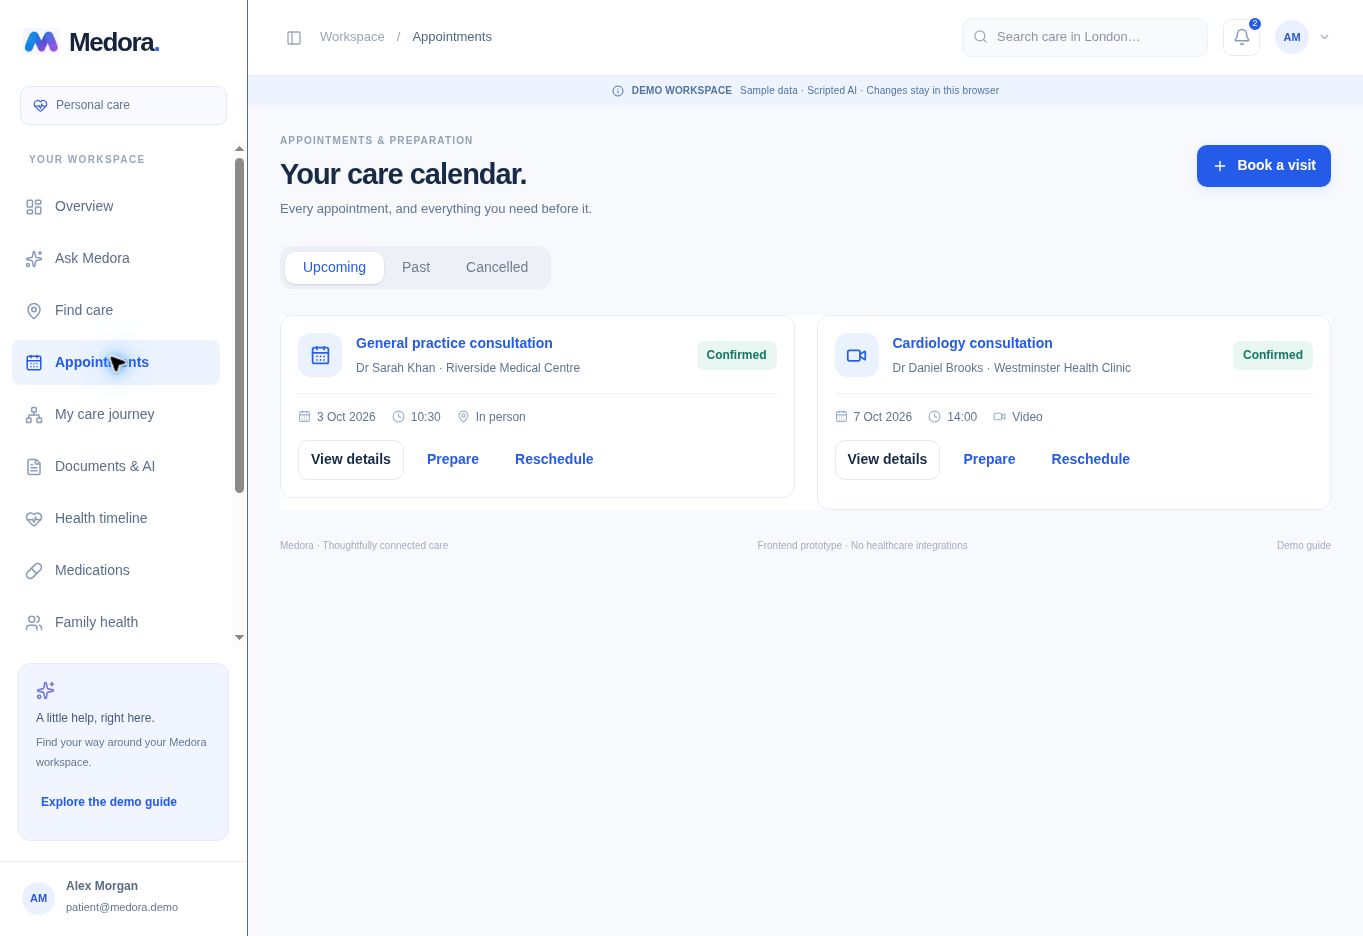 Medora.
Personal care
YOUR WORKSPACE
Overview
Ask Medora
Find care
Appointments
My care journey
Documents & AI
Health timeline
Medications
Family health
A little help, right here.
Find your way around your Medora
workspace.
Explore the demo guide
AM
Alex Morgan
patient@medora.demo
Workspace / Appointments
Search care in London…
2
AM
DEMO WORKSPACE Sample data · Scripted AI · Changes stay in this browser
APPOINTMENTS & PREPARATION
Your care calendar.
Every appointment, and everything you need before it.
Book a visit
Upcoming Past Cancelled
General practice consultation
Dr Sarah Khan · Riverside Medical Centre
Confirmed
3 Oct 2026 10:30 In person
View details Prepare Reschedule
Cardiology consultation
Dr Daniel Brooks · Westminster Health Clinic
Confirmed
7 Oct 2026 14:00 Video
View details Prepare Reschedule
Medora · Thoughtfully connected care
Frontend prototype · No healthcare integrations
Demo guide